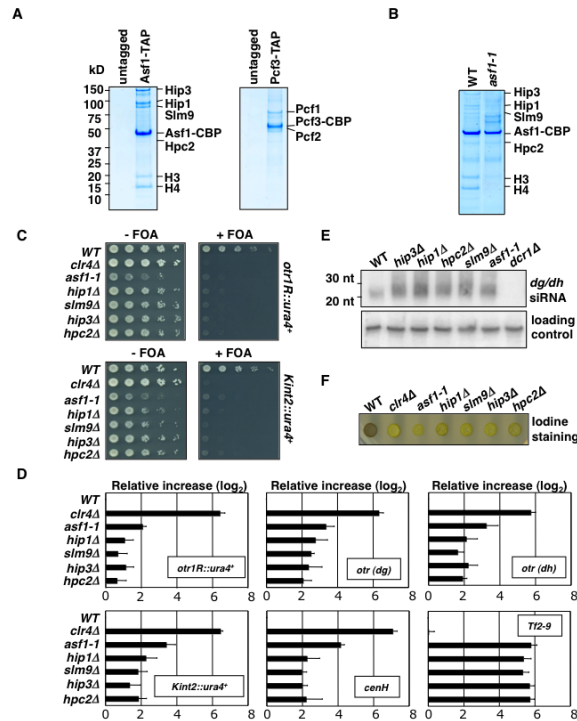 A
B
untagged
Asf1-TAP
untagged
Pcf3-TAP
WT
asf1-1
kD
150
100
75
50
37
25
20
15
10
Hip3
Hip1
Slm9
Asf1-CBP
Hpc2
H3
H4
Pcf1
Pcf3-CBP
Pcf2
Hip3
Hip1
Slm9
Asf1-CBP
Hpc2
H3
H4
C
- FOA
+ FOA
WT
clr4Δ
asf1-1
hip1Δ
slm9Δ
hip3Δ
hpc2Δ
otr1R::ura4⁺
- FOA
+ FOA
WT
clr4Δ
asf1-1
hip1Δ
slm9Δ
hip3Δ
hpc2Δ
Kint2::ura4⁺
E
WT
hip3Δ
hip1Δ
hpc2Δ
slm9Δ
asf1-1
dcr1Δ
30 nt
20 nt
dg/dh
siRNA
loading
control
F
WT
clr4Δ
asf1-1
hip1Δ
slm9Δ
hip3Δ
hpc2Δ
Iodine
staining
D
Relative increase (log₂)
Relative increase (log₂)
Relative increase (log₂)
WT
clr4Δ
asf1-1
hip1Δ
slm9Δ
hip3Δ
hpc2Δ
otr1R::ura4⁺
otr (dg)
otr (dh)
0 2 4 6 8
0 2 4 6 8
0 2 4 6 8
WT
clr4Δ
asf1-1
hip1Δ
slm9Δ
hip3Δ
hpc2Δ
Kint2::ura4⁺
cenH
Tf2-9
0 2 4 6 8
0 2 4 6 8
0 2 4 6 8